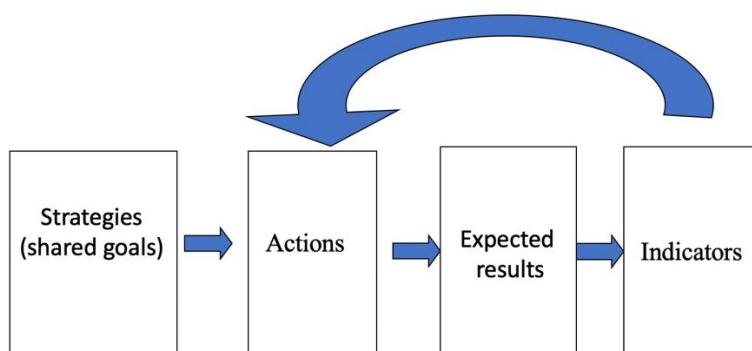 Strategies
(shared goals)
Actions
Expected
results
Indicators